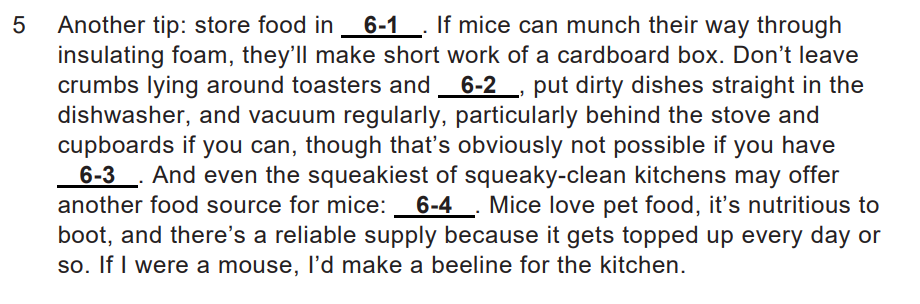 5 Another tip: store food in 6-1. If mice can munch their way through
insulating foam, they’ll make short work of a cardboard box. Don’t leave
crumbs lying around toasters and 6-2, put dirty dishes straight in the
dishwasher, and vacuum regularly, particularly behind the stove and
cupboards if you can, though that’s obviously not possible if you have
6-3. And even the squeakiest of squeaky-clean kitchens may offer
another food source for mice: 6-4. Mice love pet food, it’s nutritious to
boot, and there’s a reliable supply because it gets topped up every day or
so. If I were a mouse, I’d make a beeline for the kitchen.